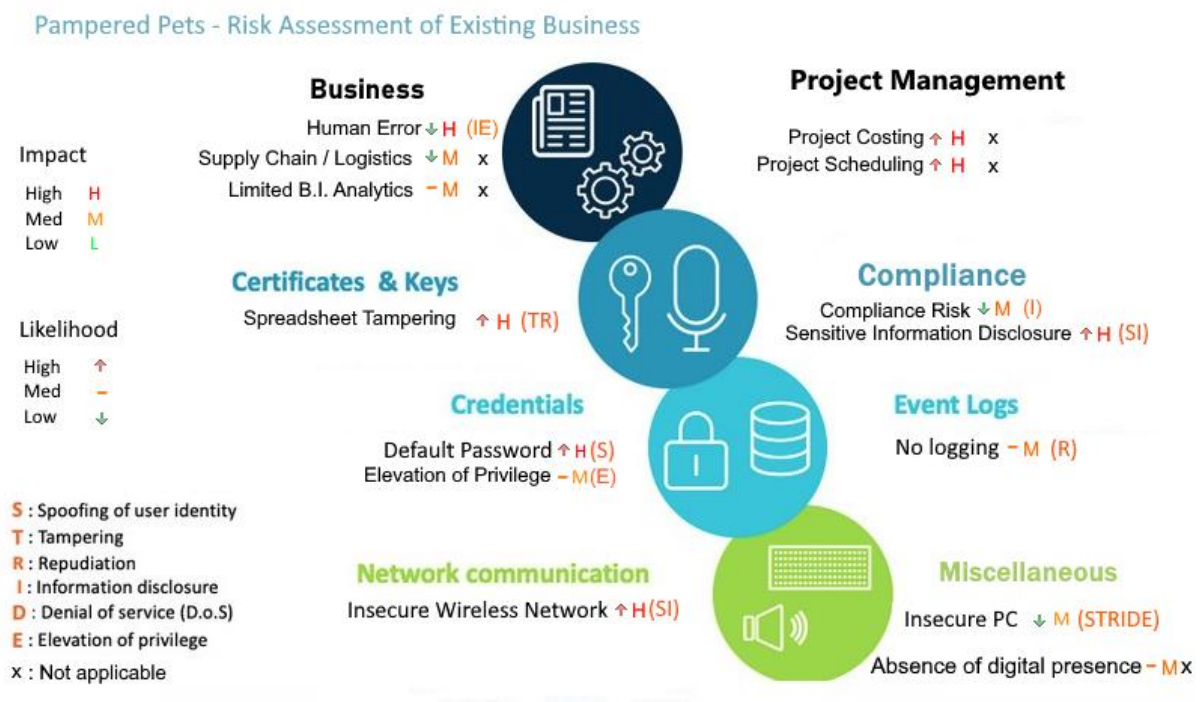 Pampered Pets - Risk Assessment of Existing Business
Business
Human Error ↓ H (IE)
Supply Chain / Logistics ↓ M x
Limited B.I. Analytics – M x
Project Management
Project Costing ↑ H x
Project Scheduling ↑ H x
Impact
High H
Med M
Low L
Certificates & Keys
Spreadsheet Tampering ↑ H (TR)
Compliance
Compliance Risk ↓ M (I)
Sensitive Information Disclosure ↑ H (SI)
Likelihood
High ↑
Med –
Low ↓
Credentials
Default Password ↑ H (S)
Elevation of Privilege – M (E)
Event Logs
No logging – M (R)
S : Spoofing of user identity
T : Tampering
R : Repudiation
I : Information disclosure
D : Denial of service (D.o.S)
E : Elevation of privilege
x : Not applicable
Network communication
Insecure Wireless Network ↑ H (SI)
Miscellaneous
Insecure PC ↓ M (STRIDE)
Absence of digital presence – M x